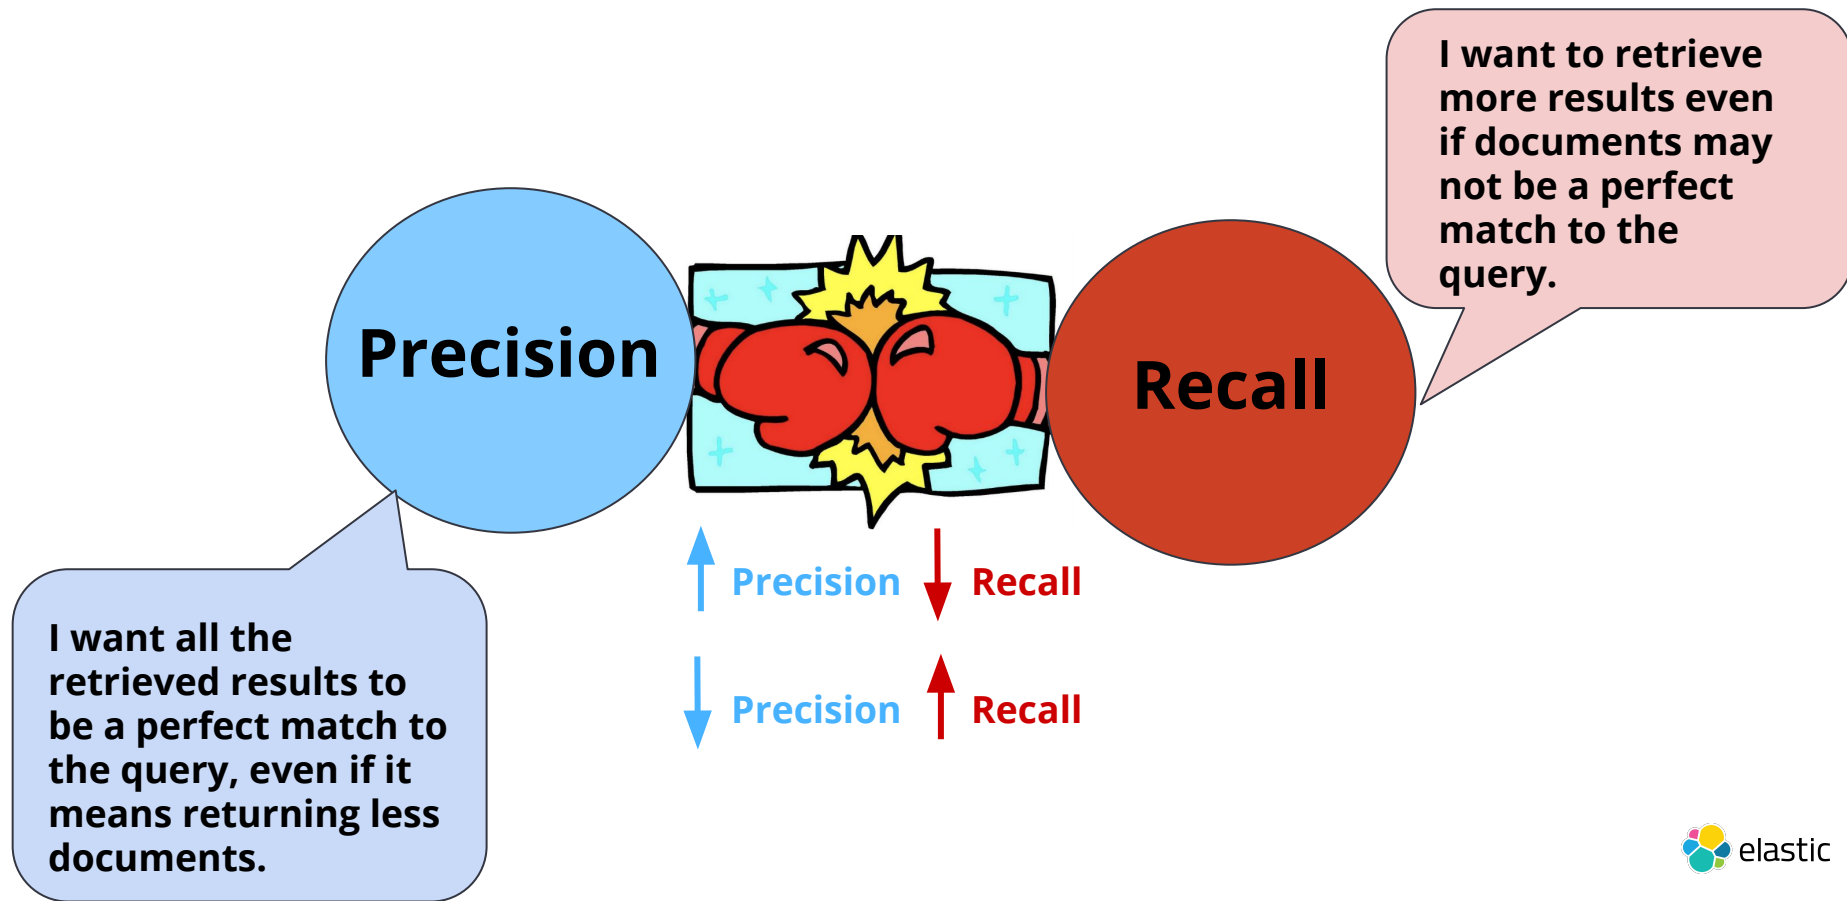 I want to retrieve
more results even
if documents may
not be a perfect
match to the
query.
Precision
Recall
Precision Recall
Precision Recall
I want all the
retrieved results to
be a perfect match to
the query, even if it
means returning less
documents.
elastic